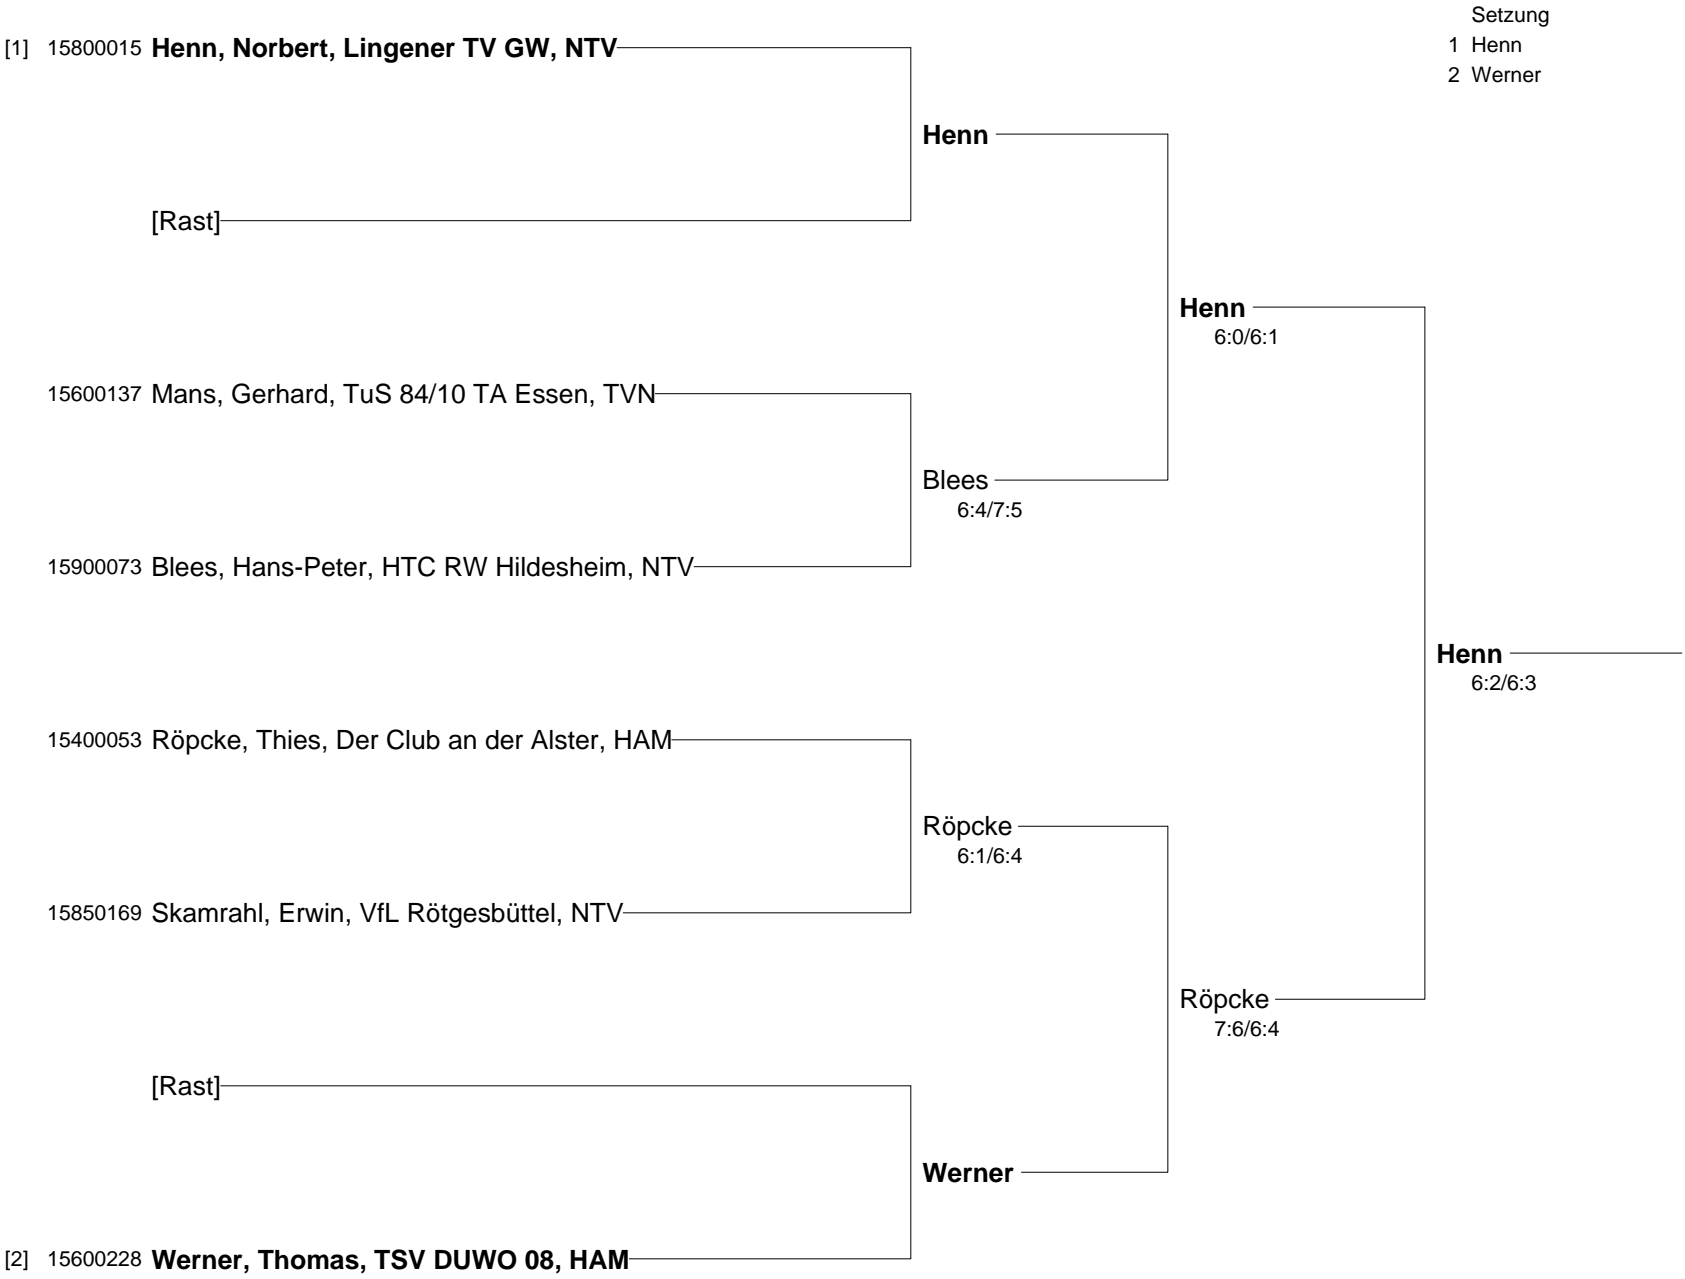 Setzung
1 Henn
2 Werner
[1] 15800015 Henn, Norbert, Lingener TV GW, NTV
Henn
[Rast]
Henn
6:0/6:1
15600137 Mans, Gerhard, TuS 84/10 TA Essen, TVN
Blees
6:4/7:5
15900073 Blees, Hans-Peter, HTC RW Hildesheim, NTV
Henn
6:2/6:3
15400053 Röpcke, Thies, Der Club an der Alster, HAM
Röpcke
6:1/6:4
15850169 Skamrahl, Erwin, VfL Rötgesbüttel, NTV
Röpcke
7:6/6:4
[Rast]
Werner
[2] 15600228 Werner, Thomas, TSV DUWO 08, HAM